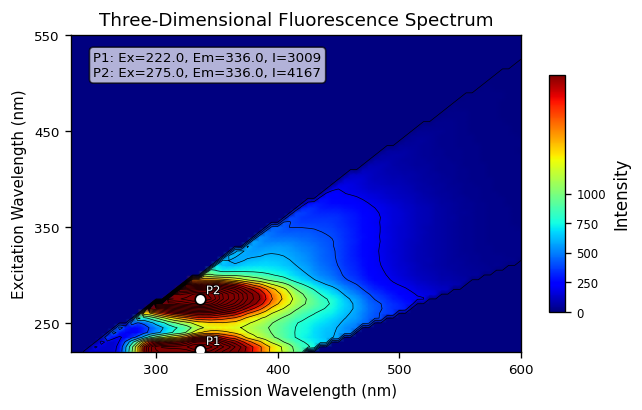 Three-Dimensional Fluorescence Spectrum
P1: Ex=222.0, Em=336.0, I=3009
P2: Ex=275.0, Em=336.0, I=4167
550
450
350
250
Excitation Wavelength (nm)
P2
P1
300
400
500
600
Emission Wavelength (nm)
1000
750
500
250
0
Intensity